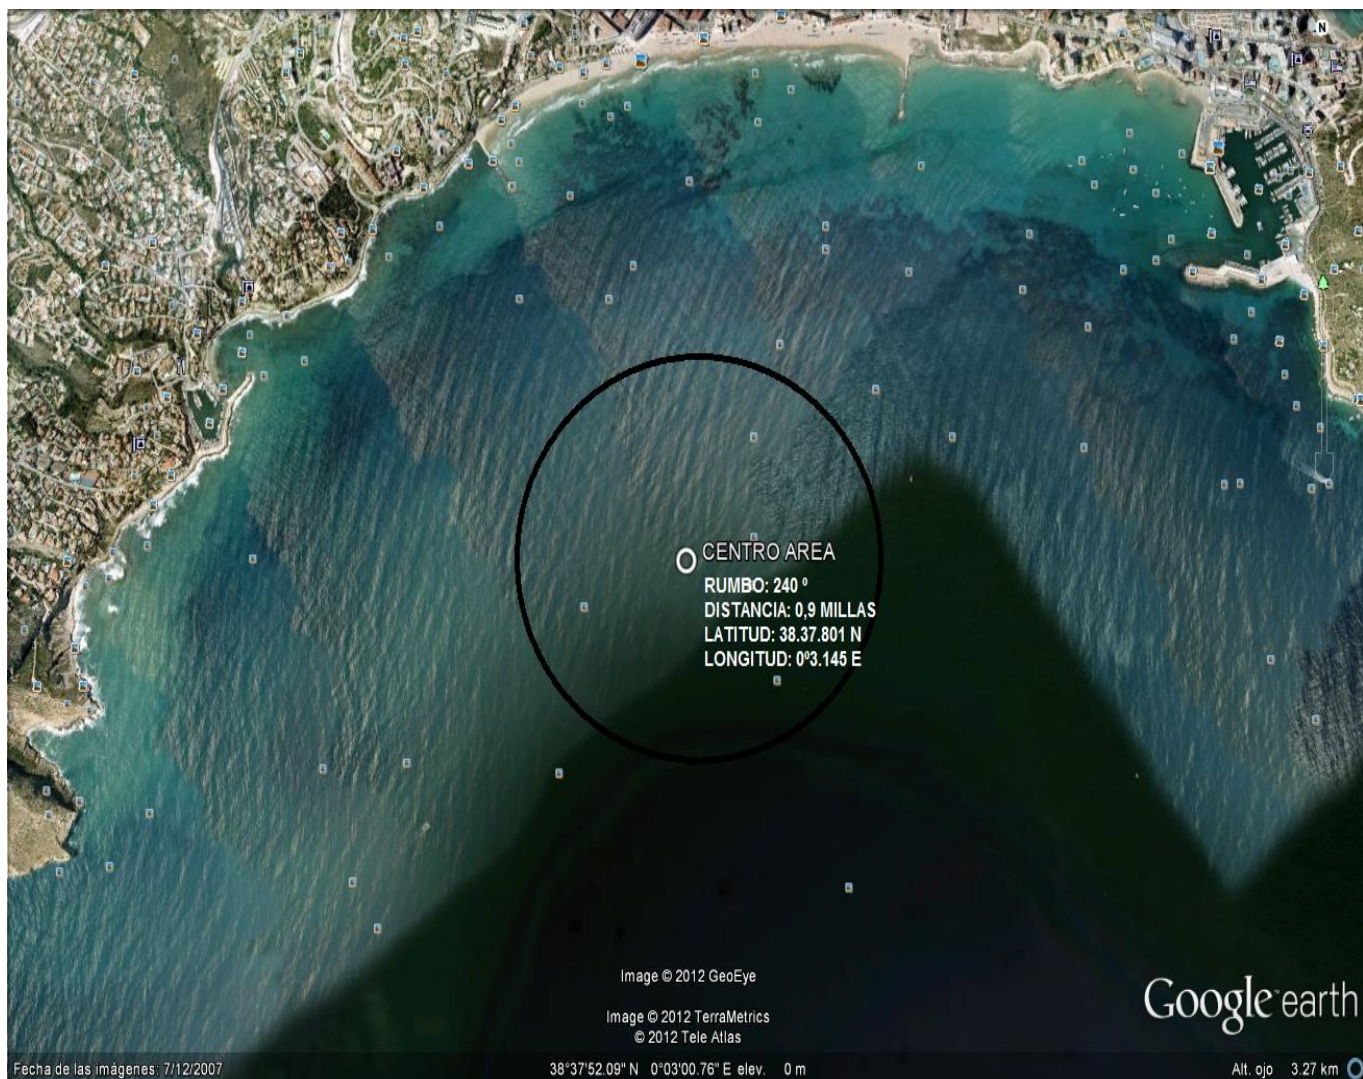 N
CENTRO AREA
RUMBO: 240 º
DISTANCIA: 0,9 MILLAS
LATITUD: 38.37.801 N
LONGITUD: 0º3.145 E
Image © 2012 GeoEye
Image © 2012 TerraMetrics
© 2012 Tele Atlas
Google earth
Fecha de las imágenes: 7/12/2007
38°37'52.09" N 0°03'00.76" E elev. 0 m
Alt. ojo 3.27 km